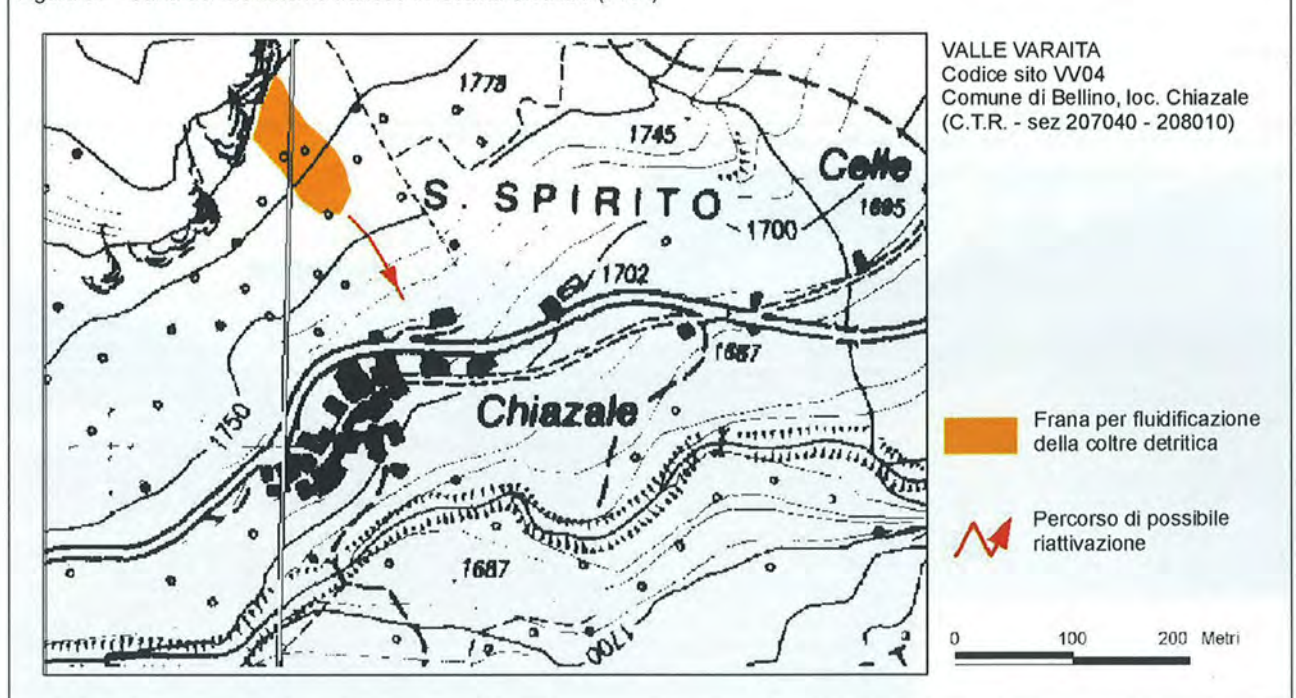 VALLE VARAITA
Codice sito VV04
Comune di Bellino, loc. Chiazale
(C.T.R. - sez 207040 - 208010)
1778
1745
Celle
S. SPIRITO
1695
1700
1702
1687
Chiazale
1750
1687
1700
Frana per fluidificazione
della coltre detritica
Percorso di possibile
riattivazione
0 100 200 Metri